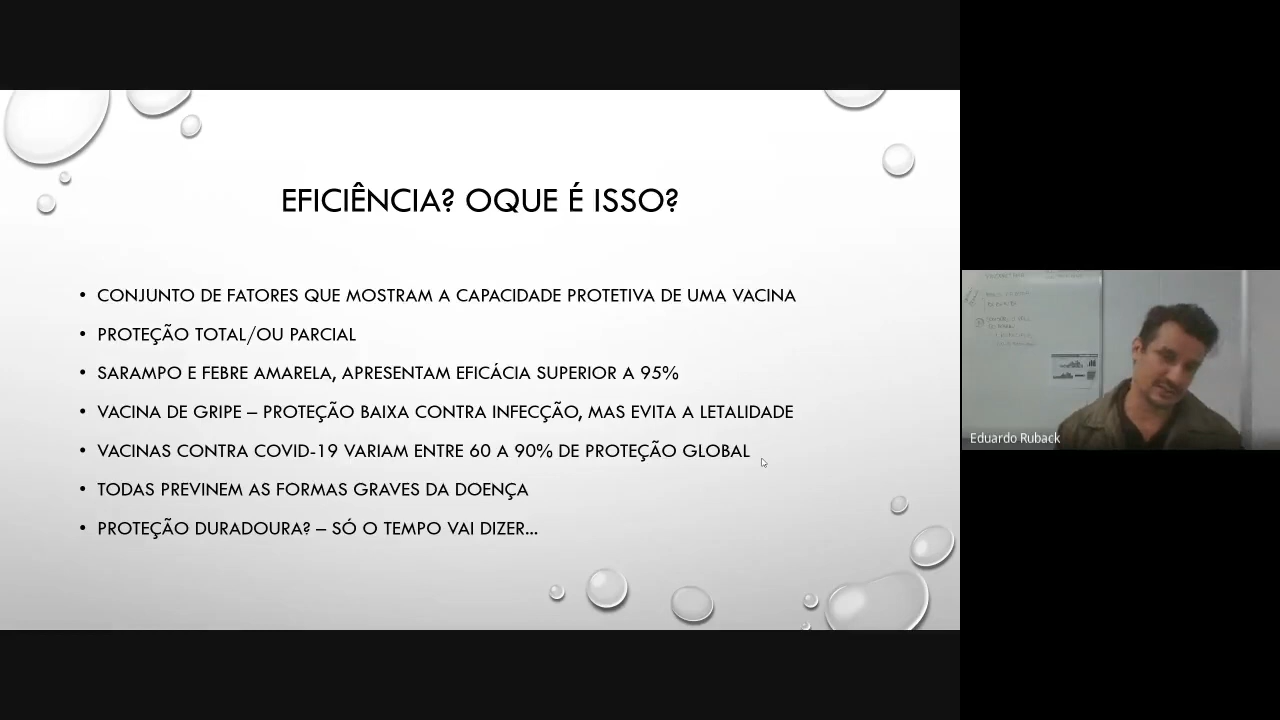 EFICIÊNCIA? OQUE É ISSO?
• CONJUNTO DE FATORES QUE MOSTRAM A CAPACIDADE PROTETIVA DE UMA VACINA
• PROTEÇÃO TOTAL/OU PARCIAL
• SARAMPO E FEBRE AMARELA, APRESENTAM EFICÁCIA SUPERIOR A 95%
• VACINA DE GRIPE – PROTEÇÃO BAIXA CONTRA INFECÇÃO, MAS EVITA A LETALIDADE
• VACINAS CONTRA COVID-19 VARIAM ENTRE 60 A 90% DE PROTEÇÃO GLOBAL
• TODAS PREVINEM AS FORMAS GRAVES DA DOENÇA
• PROTEÇÃO DURADOURA? – SÓ O TEMPO VAI DIZER...
Eduardo Ruback